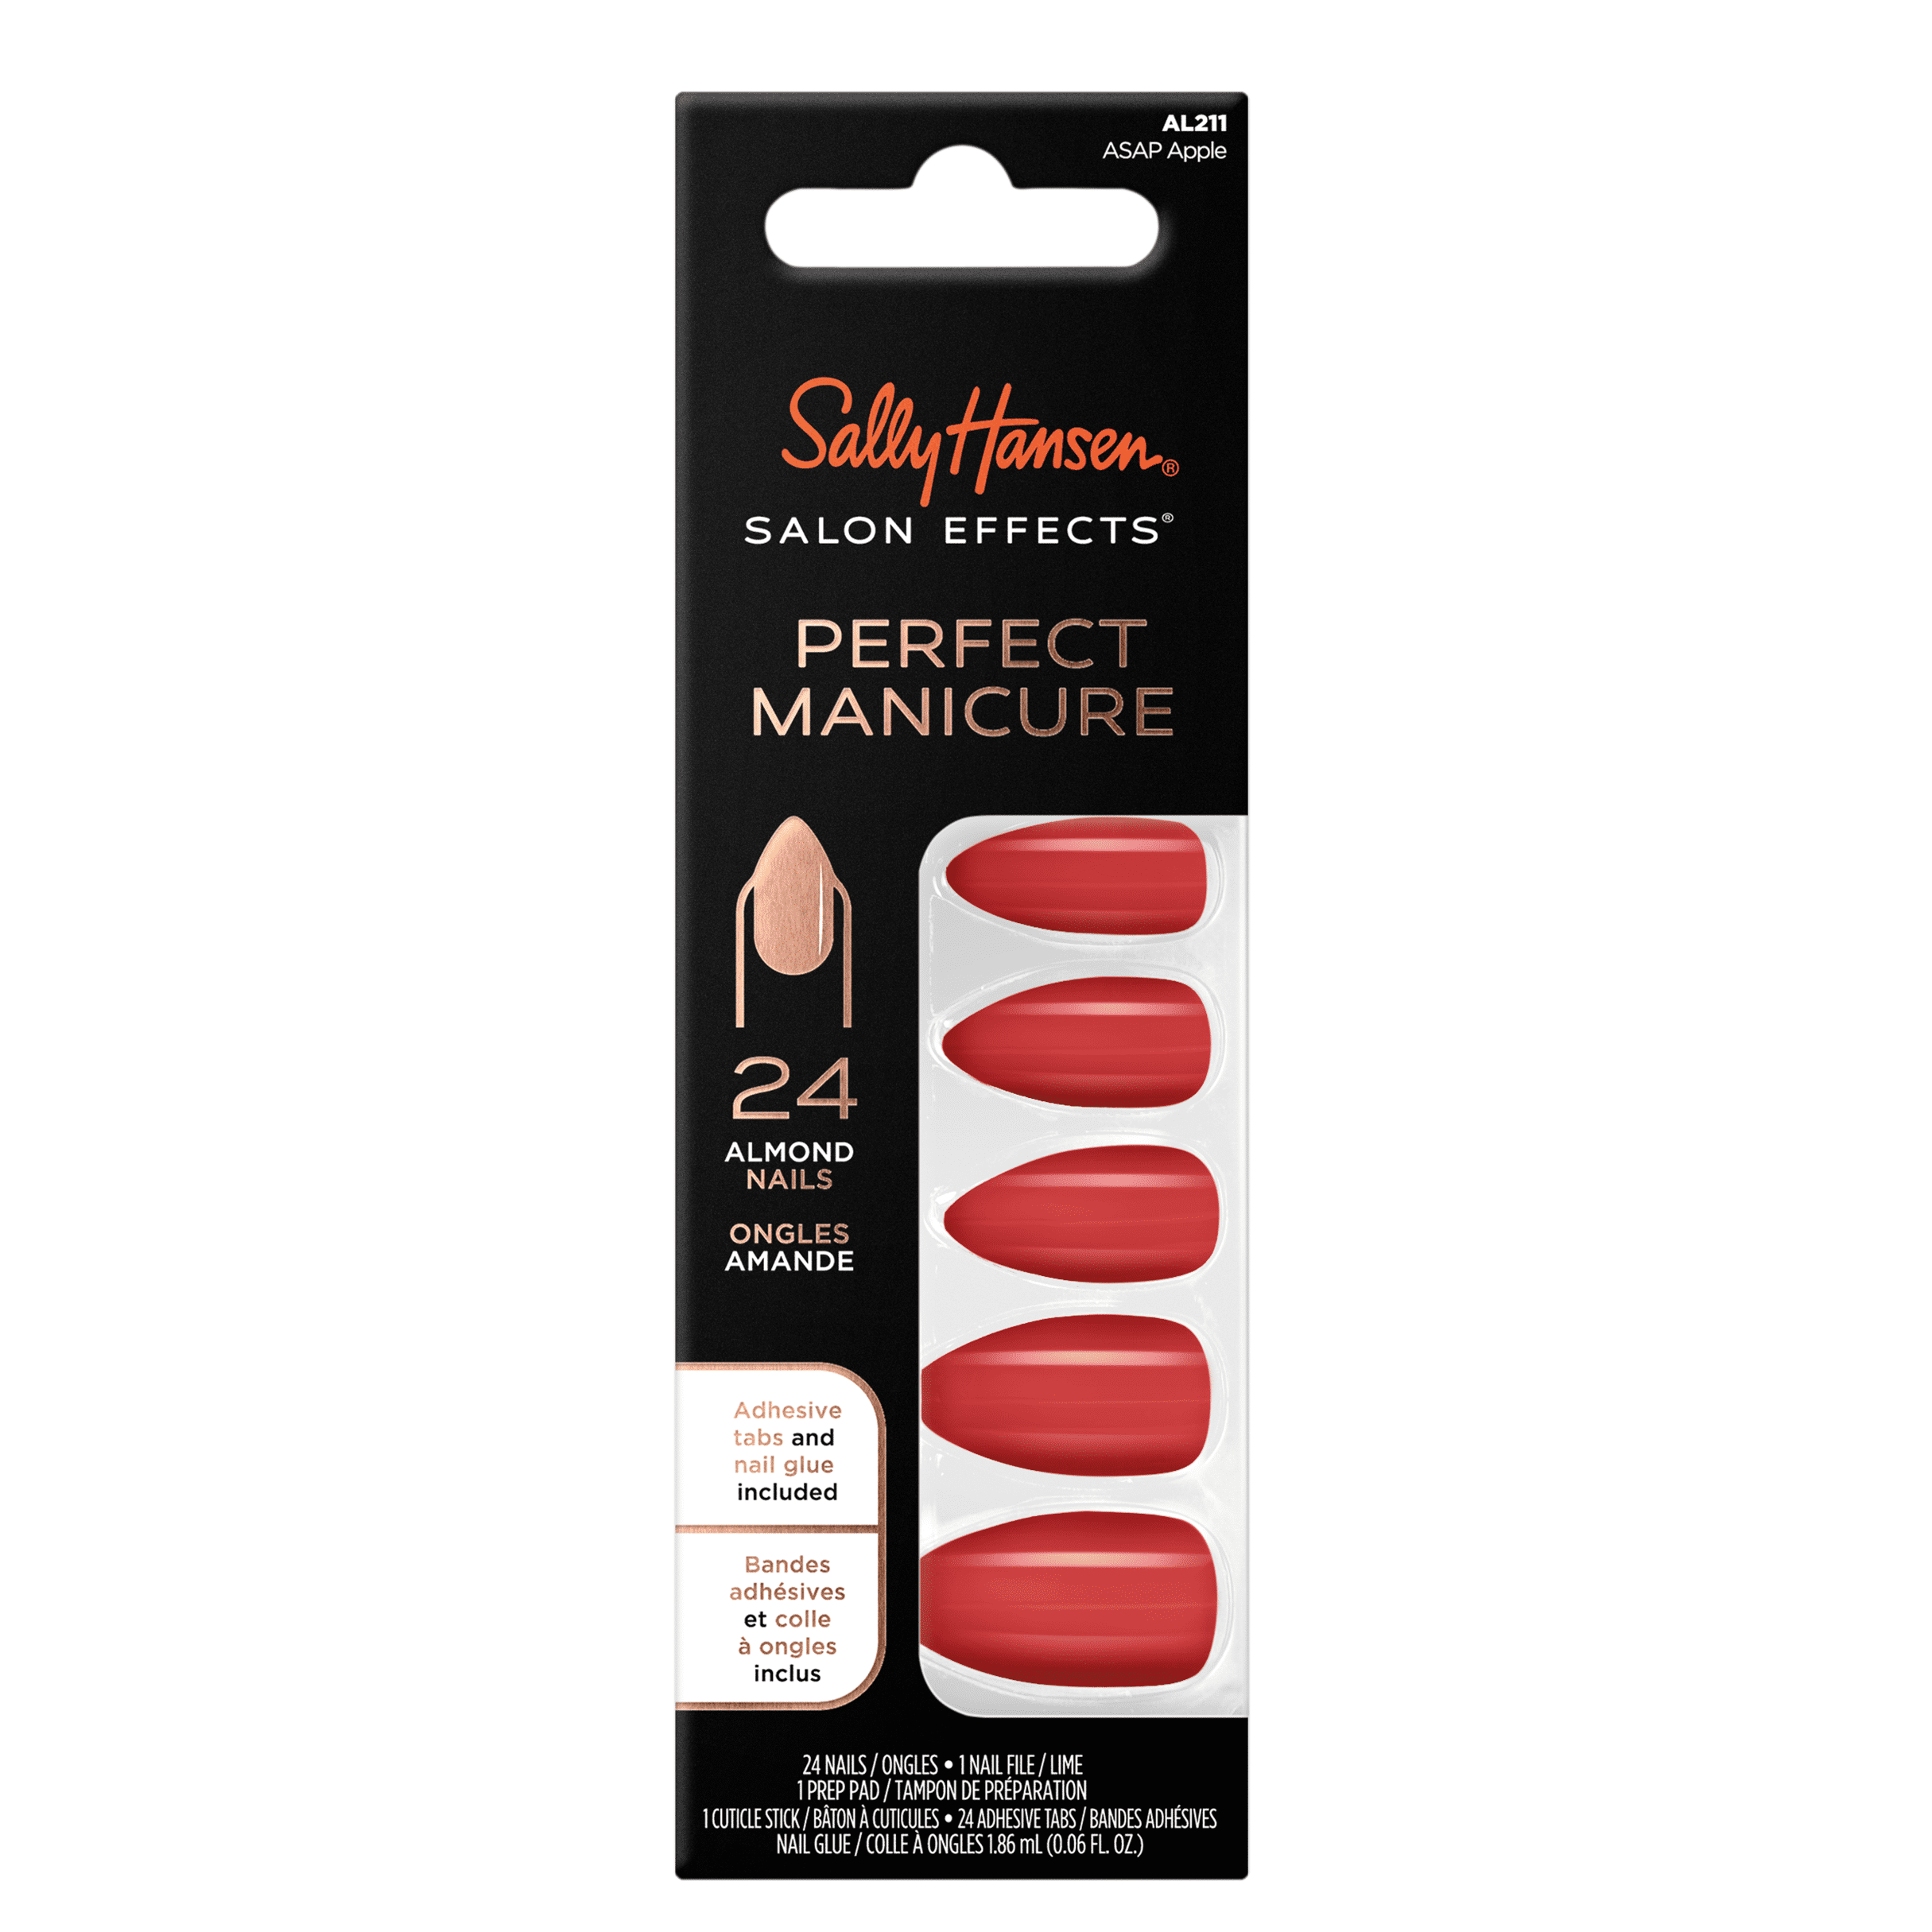 AL211
ASAP Apple
Sally Hansen®
SALON EFFECTS®
PERFECT
MANICURE
24
ALMOND
NAILS
ONGLES
AMANDE
Adhesive
tabs and
nail glue
included
Bandes
adhésives
et colle
à ongles
inclus
24 NAILS / ONGLES • 1 NAIL FILE / LIME
1 PREP PAD / TAMPON DE PRÉPARATION
1 CUTICLE STICK / BÂTON À CUTICULES • 24 ADHESIVE TABS / BANDES ADHÉSIVES
NAIL GLUE / COLLE À ONGLES 1.86 mL (0.06 FL. OZ.)